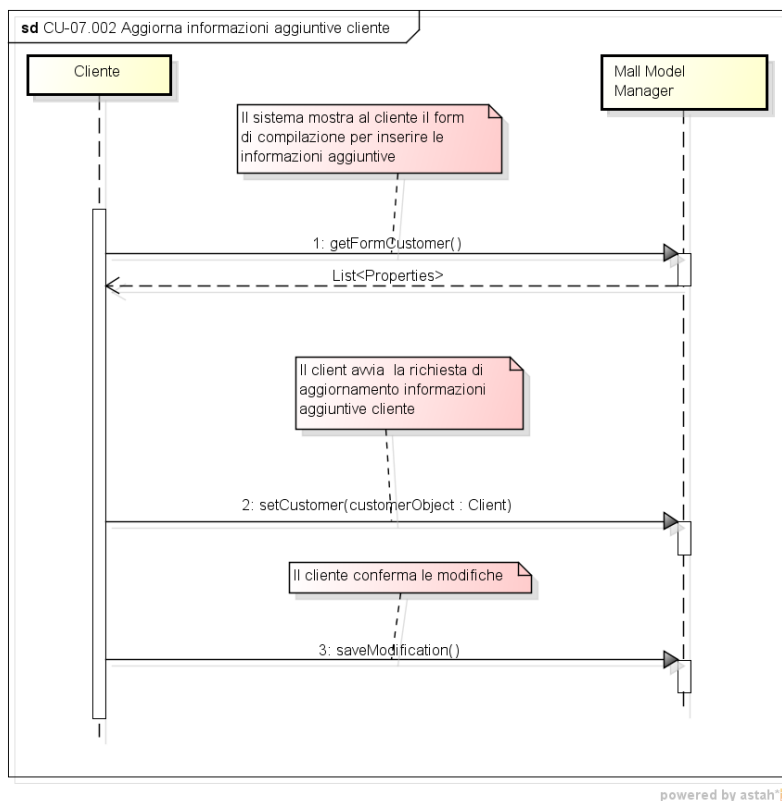 sd CU-07.002 Aggiorna informazioni aggiuntive cliente
Cliente
Mall Model
Manager
Il sistema mostra al cliente il form
di compilazione per inserire le
informazioni aggiuntive
1: getFormCustomer()
List<Properties>
Il client avvia la richiesta di
aggiornamento informazioni
aggiuntive cliente
2: setCustomer(customerObject : Client)
Il cliente conferma le modifiche
3: saveModification()
powered by astah*